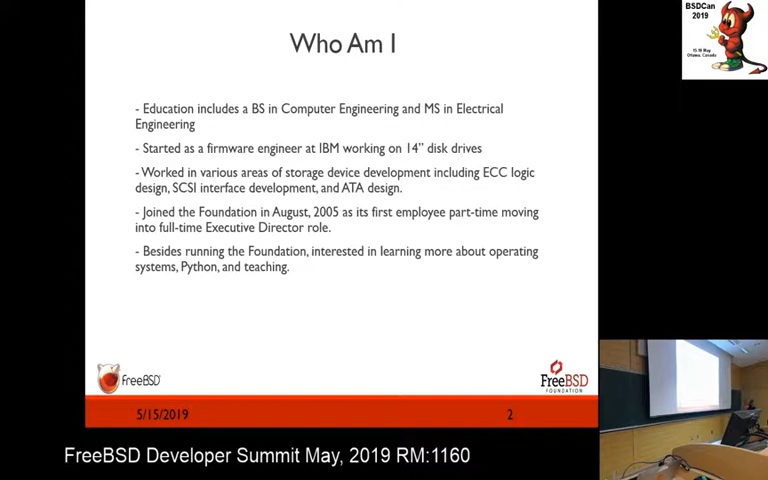 Who Am I
- Education includes a BS in Computer Engineering and MS in Electrical
Engineering
- Started as a firmware engineer at IBM working on 14” disk drives
- Worked in various areas of storage device development including ECC logic
design, SCSI interface development, and ATA design.
- Joined the Foundation in August, 2005 as its first employee part-time moving
into full-time Executive Director role.
- Besides running the Foundation, interested in learning more about operating
systems, Python, and teaching.
FreeBSD
FreeBSD
FOUNDATION
5/15/2019
2
BSDCan
2019
15-18 May
Ottawa, Canada
FreeBSD Developer Summit May, 2019 RM:1160